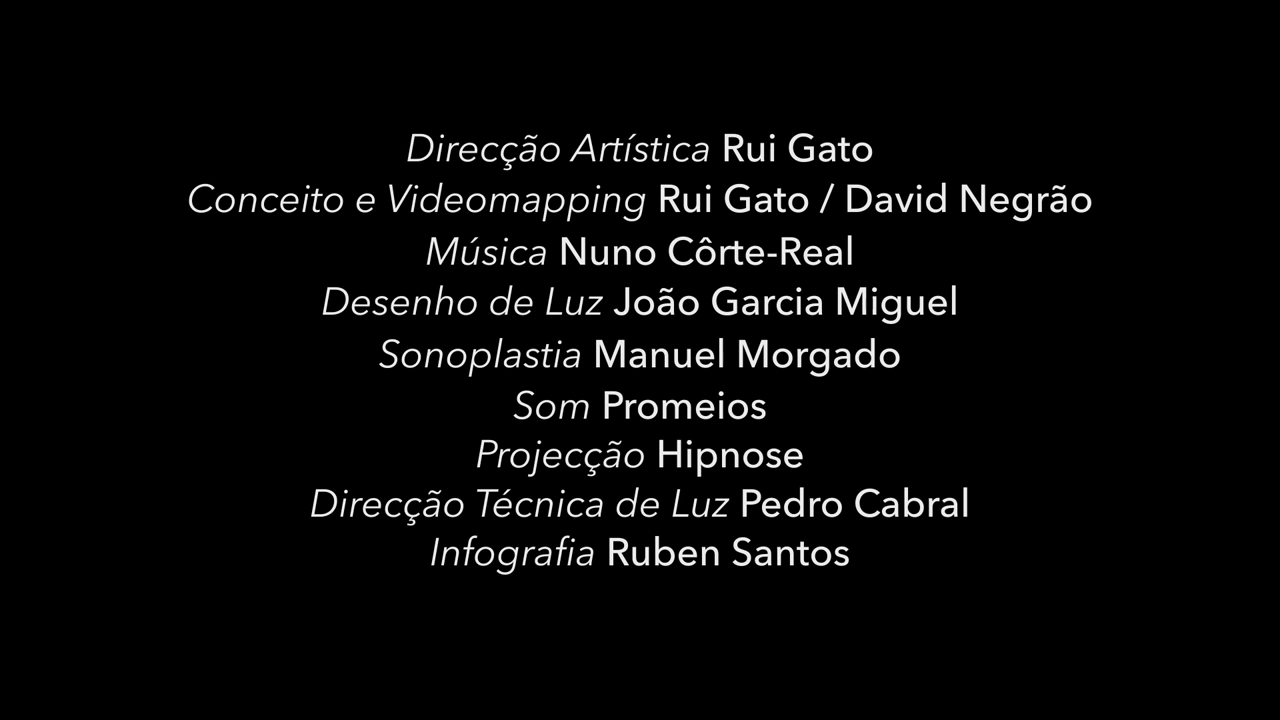 Direcção Artística Rui Gato
Conceito e Videomapping Rui Gato / David Negrão
Música Nuno Côrte-Real
Desenho de Luz João Garcia Miguel
Sonoplastia Manuel Morgado
Som Promeios
Projecção Hipnose
Direcção Técnica de Luz Pedro Cabral
Infografia Ruben Santos